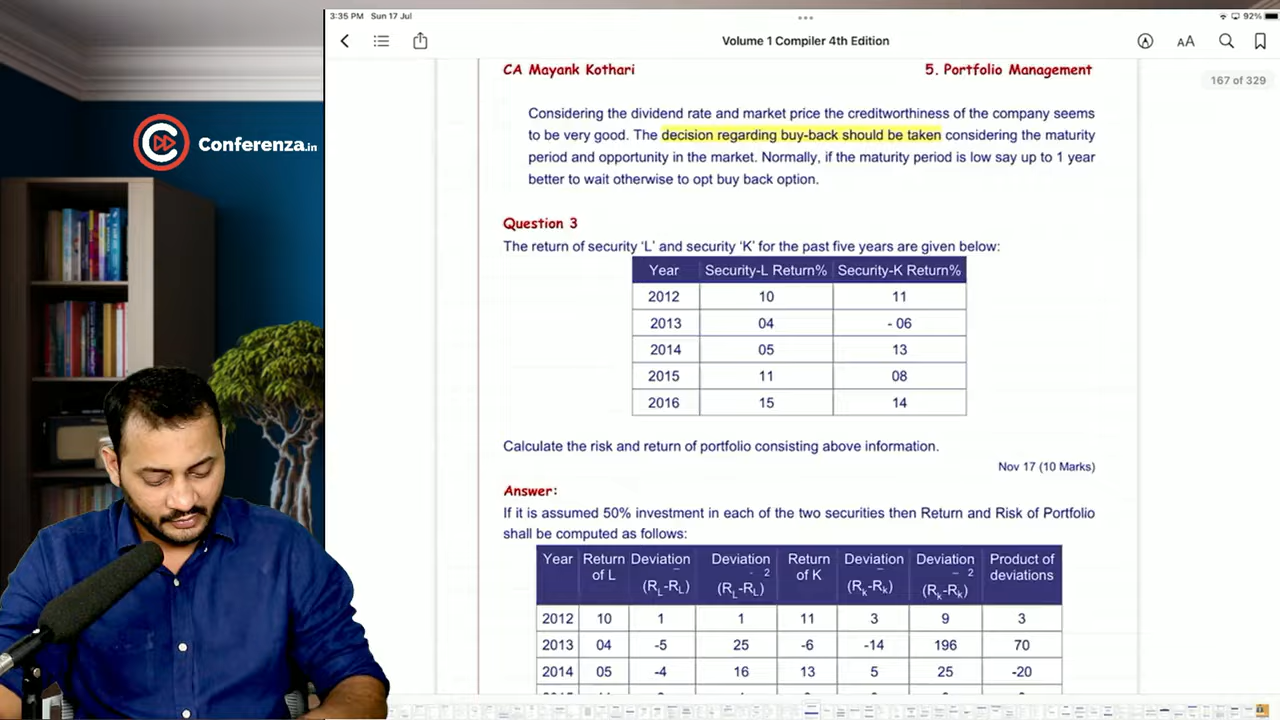 3:35 PM Sun 17 Jul
92%
Volume 1 Compiler 4th Edition
AA
CA Mayank Kothari
5. Portfolio Management
167 of 329
Conferenza.in
Considering the dividend rate and market price the creditworthiness of the company seems
to be very good. The decision regarding buy-back should be taken considering the maturity
period and opportunity in the market. Normally, if the maturity period is low say up to 1 year
better to wait otherwise to opt buy back option.
Question 3
The return of security 'L' and security 'K' for the past five years are given below:
Year Security-L Return% Security-K Return%
2012 10 11
2013 04 - 06
2014 05 13
2015 11 08
2016 15 14
Calculate the risk and return of portfolio consisting above information.
Nov 17 (10 Marks)
Answer:
If it is assumed 50% investment in each of the two securities then Return and Risk of Portfolio
shall be computed as follows:
Year Return Deviation Deviation Return Deviation Deviation Product of
of L (R_L-R̄_L) (R_L-R̄_L)² of K (R_k-R̄_k) (R_k-R̄_k)² deviations
2012 10 1 1 11 3 9 3
2013 04 -5 25 -6 -14 196 70
2014 05 -4 16 13 5 25 -20